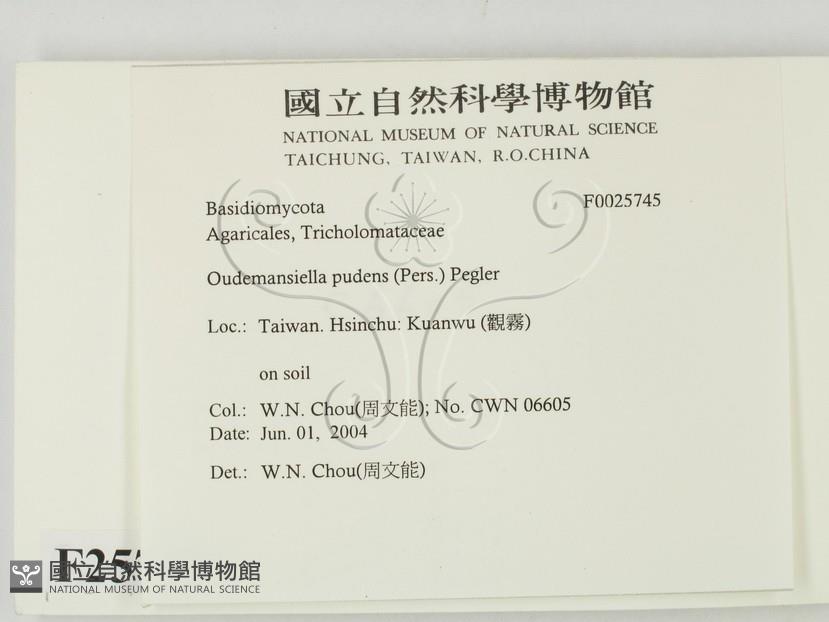 國立自然科學博物館
NATIONAL MUSEUM OF NATURAL SCIENCE
TAICHUNG, TAIWAN, R.O.CHINA
Basidiomycota F0025745
Agaricales, Tricholomataceae
Oudemansiella pudens (Pers.) Pegler
Loc.: Taiwan. Hsinchu: Kuanwu (觀霧)
on soil
Col.: W.N. Chou(周文能); No. CWN 06605
Date: Jun. 01, 2004
Det.: W.N. Chou(周文能)
F25
國立自然科學博物館
NATIONAL MUSEUM OF NATURAL SCIENCE